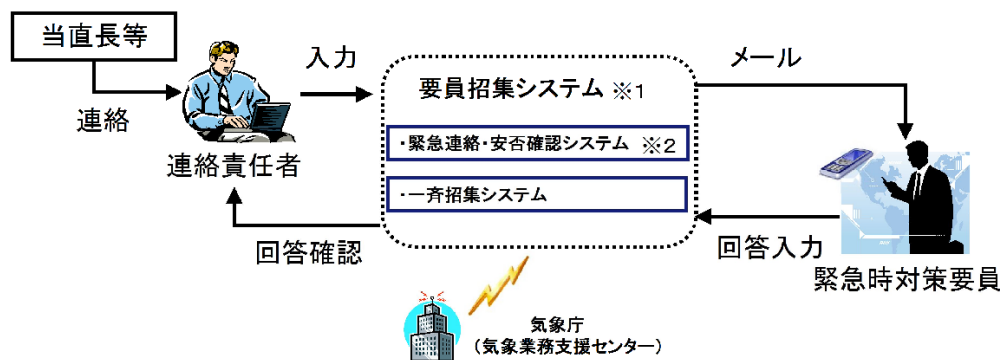 当直長等
連絡
連絡責任者
入力
要員招集システム ※1
・緊急連絡・安否確認システム ※2
・一斉招集システム
メール
回答確認
回答入力
緊急時対策要員
気象庁
(気象業務支援センター)